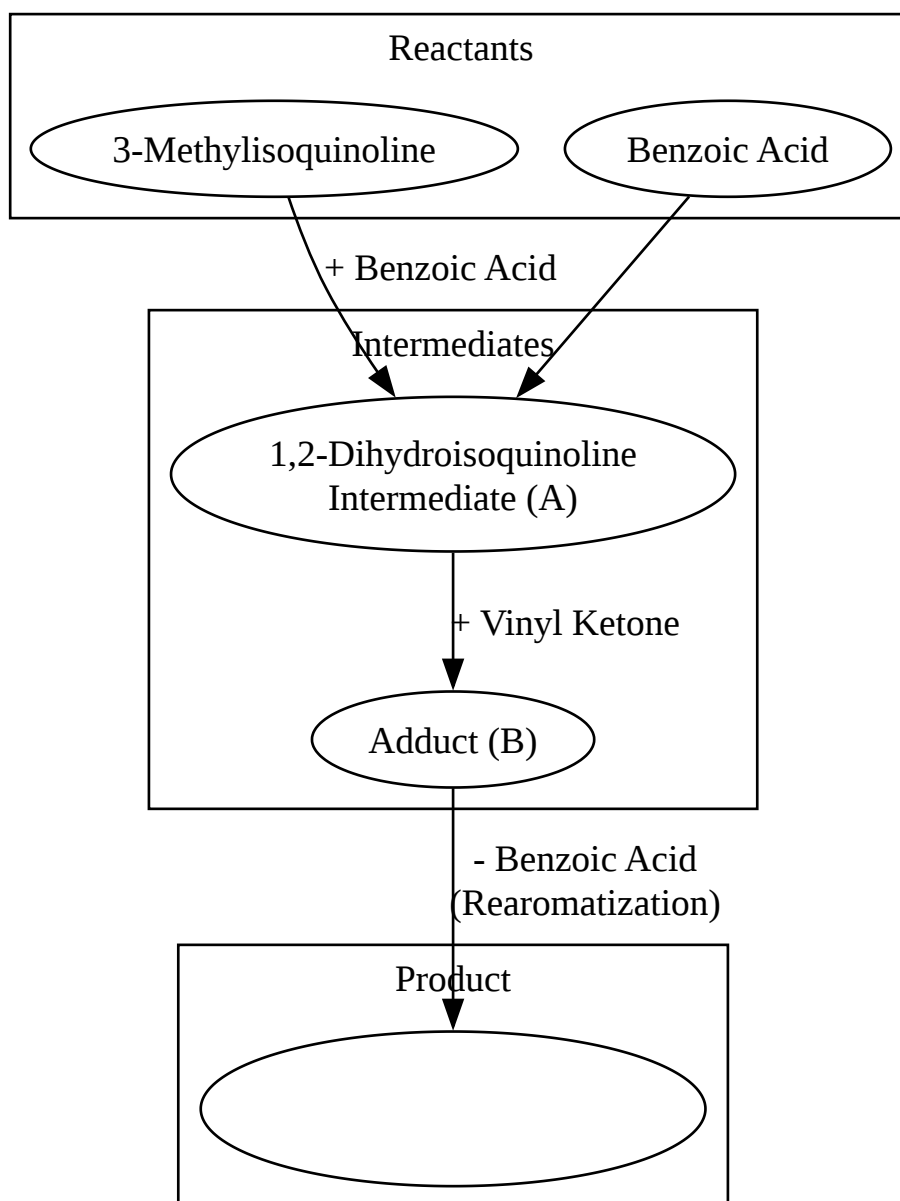 Reactants
3-Methylisoquinoline
Benzoic Acid
+ Benzoic Acid
Intermediates
1,2-Dihydroisoquinoline
Intermediate (A)
+ Vinyl Ketone
Adduct (B)
- Benzoic Acid
(Rearomatization)
Product